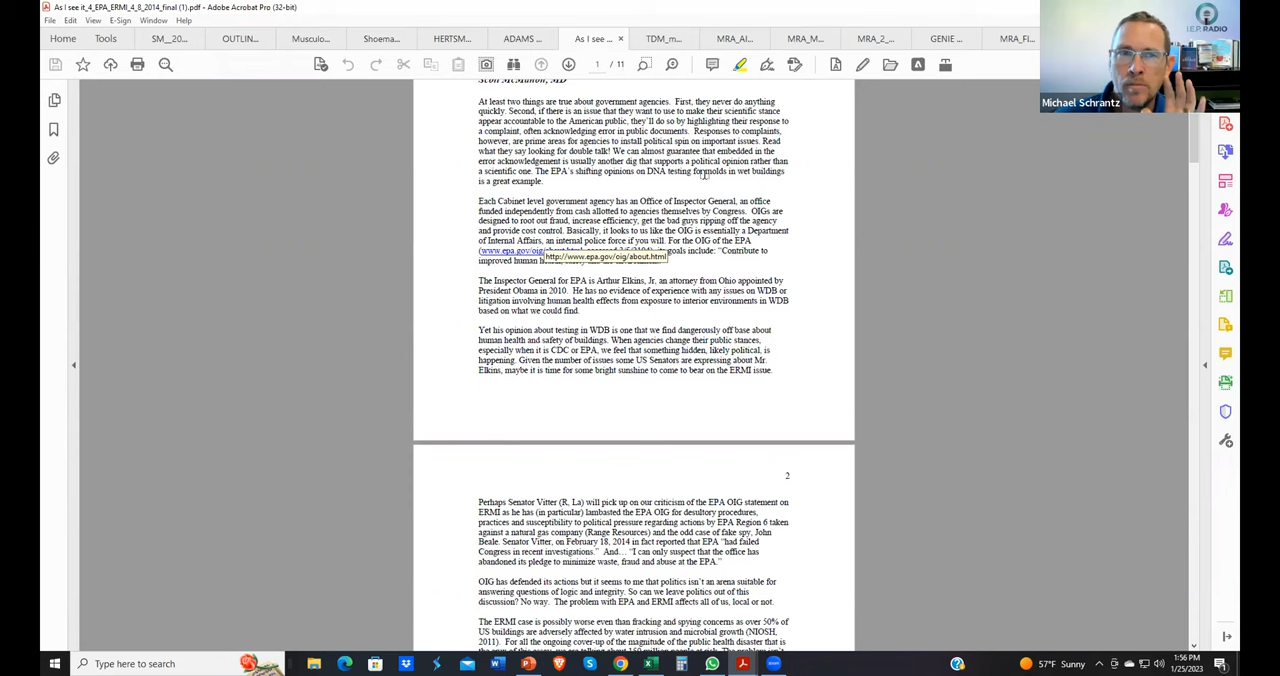 As I see it_4_EPA_ERMI_4_8_2014_final (1).pdf - Adobe Acrobat Pro (32-bit)
File Edit View E-Sign Window Help
Home Tools SM__20... OUTLIN... Musculo... Shoema... HERTSM... ADAMS ... As I see ... × TDM_m... MRA_AI... MRA_M... MRA_2_... GENIE ... MRA_FI...
1 / 11
I.E.P. RADIO
Michael Schrantz
Scott McMahon, MD
At least two things are true about government agencies. First, they never do anything
quickly. Second, if there is an issue that they want to use to make their scientific stance
appear accountable to the American public, they'll do so by highlighting their response to
a complaint, often acknowledging error in public documents. Responses to complaints,
however, are prime areas for agencies to install political spin on important issues. Read
what they say looking for double talk! We can almost guarantee that embedded in the
error acknowledgement is usually another dig that supports a political opinion rather than
a scientific one. The EPA's shifting opinions on DNA testing for molds in wet buildings
is a great example.
Each Cabinet level government agency has an Office of Inspector General, an office
funded independently from cash allotted to agencies themselves by Congress. OIGs are
designed to root out fraud, increase efficiency, get the bad guys ripping off the agency
and provide cost control. Basically, it looks to us like the OIG is essentially a Department
of Internal Affairs, an internal police force if you will. For the OIG of the EPA
(www.epa.gov/oig/about.html, goals include: "Contribute to
http://www.epa.gov/oig/about.html
improved human
The Inspector General for EPA is Arthur Elkins, Jr, an attorney from Ohio appointed by
President Obama in 2010. He has no evidence of experience with any issues on WDB or
litigation involving human health effects from exposure to interior environments in WDB
based on what we could find.
Yet his opinion about testing in WDB is one that we find dangerously off base about
human health and safety of buildings. When agencies change their public stances,
especially when it is CDC or EPA, we feel that something hidden, likely political, is
happening. Given the number of issues some US Senators are expressing about Mr.
Elkins, maybe it is time for some bright sunshine to come to bear on the ERMI issue.
2
Perhaps Senator Vitter (R, La) will pick up on our criticism of the EPA OIG statement on
ERMI as he has (in particular) lambasted the EPA OIG for desultory procedures,
practices and susceptibility to political pressure regarding actions by EPA Region 6 taken
against a natural gas company (Range Resources) and the odd case of fake spy, John
Beale. Senator Vitter, on February 18, 2014 in fact reported that EPA "had failed
Congress in recent investigations." And… "I can only suspect that the office has
abandoned its pledge to minimize waste, fraud and abuse at the EPA."
OIG has defended its actions but it seems to me that politics isn't an arena suitable for
answering questions of logic and integrity. So can we leave politics out of this
discussion? No way. The problem with EPA and ERMI affects all of us, local or not.
The ERMI case is possibly worse even than fracking and spying concerns as over 50% of
US buildings are adversely affected by water intrusion and microbial growth (NIOSH,
2011). For all the ongoing cover-up of the magnitude of the public health disaster that is
Type here to search
57°F Sunny
1:56 PM
1/25/2023